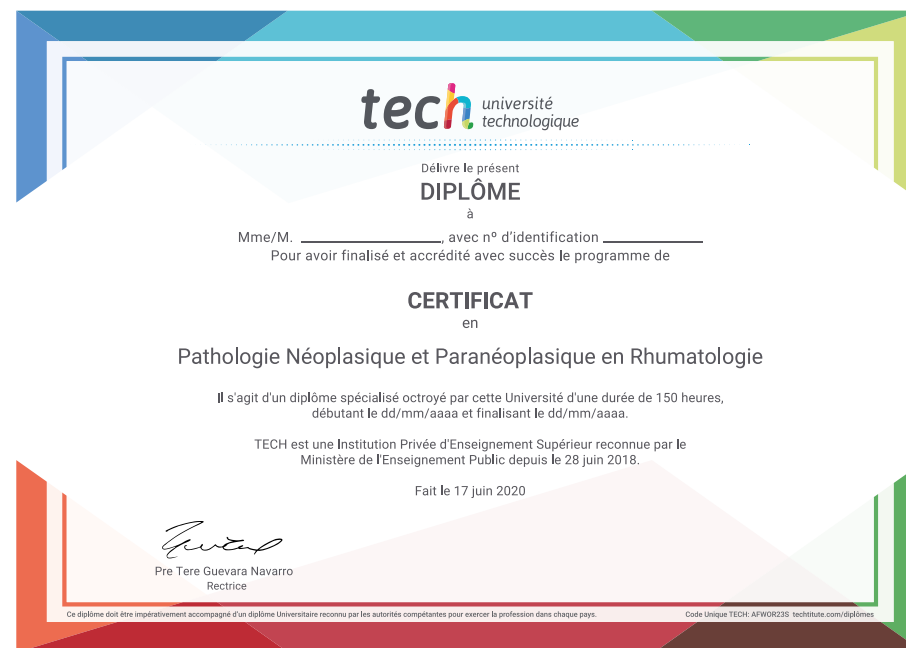 tech université
technologique
Délivre le présent
DIPLÔME
à
Mme/M. ____________, avec nº d'identification ____________
Pour avoir finalisé et accrédité avec succès le programme de
CERTIFICAT
en
Pathologie Néoplasique et Paranéoplasique en Rhumatologie
Il s'agit d'un diplôme spécialisé octroyé par cette Université d'une durée de 150 heures,
débutant le dd/mm/aaaa et finalisant le dd/mm/aaaa.
TECH est une Institution Privée d'Enseignement Supérieur reconnue par le
Ministère de l'Enseignement Public depuis le 28 juin 2018.
Fait le 17 juin 2020
Pre Tere Guevara Navarro
Rectrice
Ce diplôme doit être impérativement accompagné d'un diplôme Universitaire reconnu par les autorités compétantes pour exercer la profession dans chaque pays.
Code Unique TECH: AFWOR23S techtitute.com/diplômes